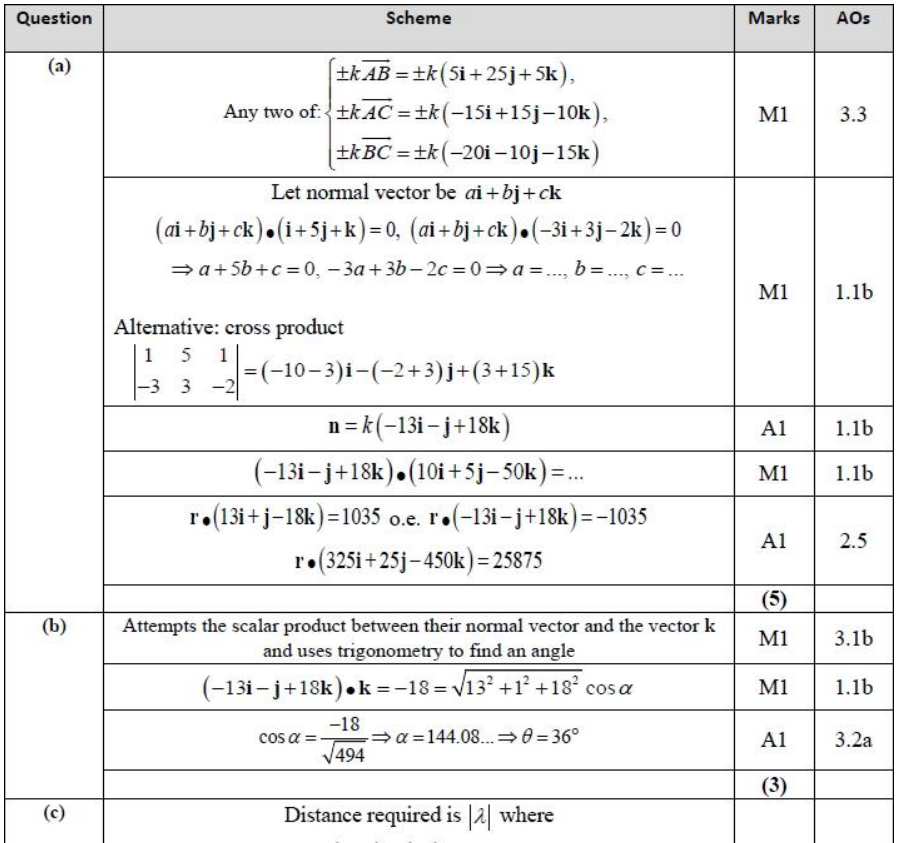 Question Scheme Marks AOs
(a)
Any two of: { ±kAB⃗ = ±k(5i+25j+5k),
±kAC⃗ = ±k(−15i+15j−10k),
±kBC⃗ = ±k(−20i−10j−15k)
M1 3.3
Let normal vector be ai+bj+ck
(ai+bj+ck)•(i+5j+k)=0, (ai+bj+ck)•(−3i+3j−2k)=0
⇒ a+5b+c=0, −3a+3b−2c=0 ⇒ a=..., b=..., c=...
M1 1.1b
Alternative: cross product
|1 5 1|
|−3 3 −2| = (−10−3)i−(−2+3)j+(3+15)k
n = k(−13i−j+18k) A1 1.1b
(−13i−j+18k)•(10i+5j−50k)=... M1 1.1b
r•(13i+j−18k)=1035 o.e. r•(−13i−j+18k)=−1035
r•(325i+25j−450k)=25875
A1 2.5
(5)
(b) Attempts the scalar product between their normal vector and the vector k
and uses trigonometry to find an angle
M1 3.1b
(−13i−j+18k)•k=−18=√(13²+1²+18²) cosα M1 1.1b
cosα = −18/√494 ⇒ α=144.08... ⇒ θ=36° A1 3.2a
(3)
(c) Distance required is |λ| where